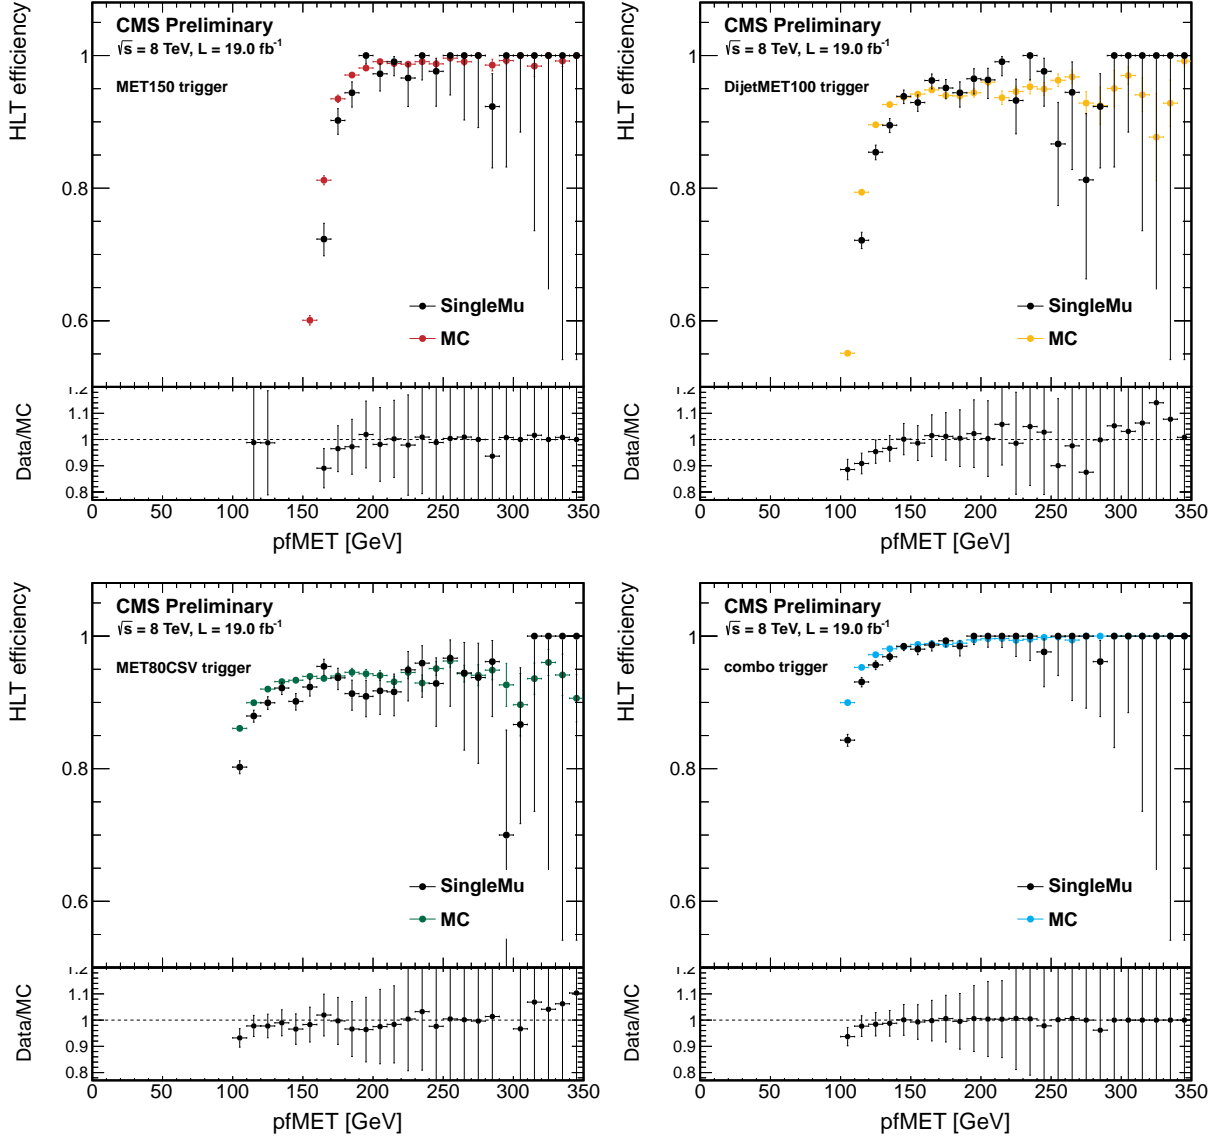 CMS Preliminary
√s = 8 TeV, L = 19.0 fb⁻¹
MET150 trigger
HLT efficiency
1
0.8
0.6
SingleMu
MC
Data/MC
1.2
1.1
1
0.9
0.8
0 50 100 150 200 250 300 350
pfMET [GeV]
CMS Preliminary
√s = 8 TeV, L = 19.0 fb⁻¹
DijetMET100 trigger
HLT efficiency
1
0.8
0.6
SingleMu
MC
Data/MC
1.2
1.1
1
0.9
0.8
0 50 100 150 200 250 300 350
pfMET [GeV]
CMS Preliminary
√s = 8 TeV, L = 19.0 fb⁻¹
MET80CSV trigger
HLT efficiency
1
0.8
0.6
SingleMu
MC
Data/MC
1.2
1.1
1
0.9
0.8
0 50 100 150 200 250 300 350
pfMET [GeV]
CMS Preliminary
√s = 8 TeV, L = 19.0 fb⁻¹
combo trigger
HLT efficiency
1
0.8
0.6
SingleMu
MC
Data/MC
1.2
1.1
1
0.9
0.8
0 50 100 150 200 250 300 350
pfMET [GeV]